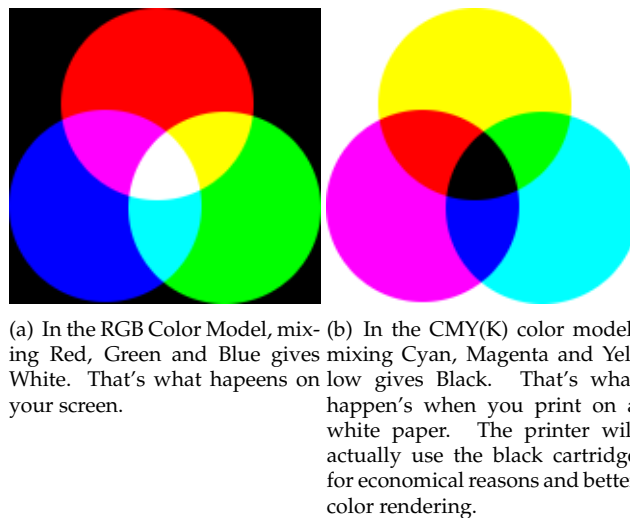 (a) In the RGB Color Model, mix-
ing Red, Green and Blue gives
White. That's what hapeens on
your screen.
(b) In the CMY(K) color model
mixing Cyan, Magenta and Yel
low gives Black. That's wha
happen's when you print on a
white paper. The printer wil
actually use the black cartridge
for economical reasons and bette
color rendering.